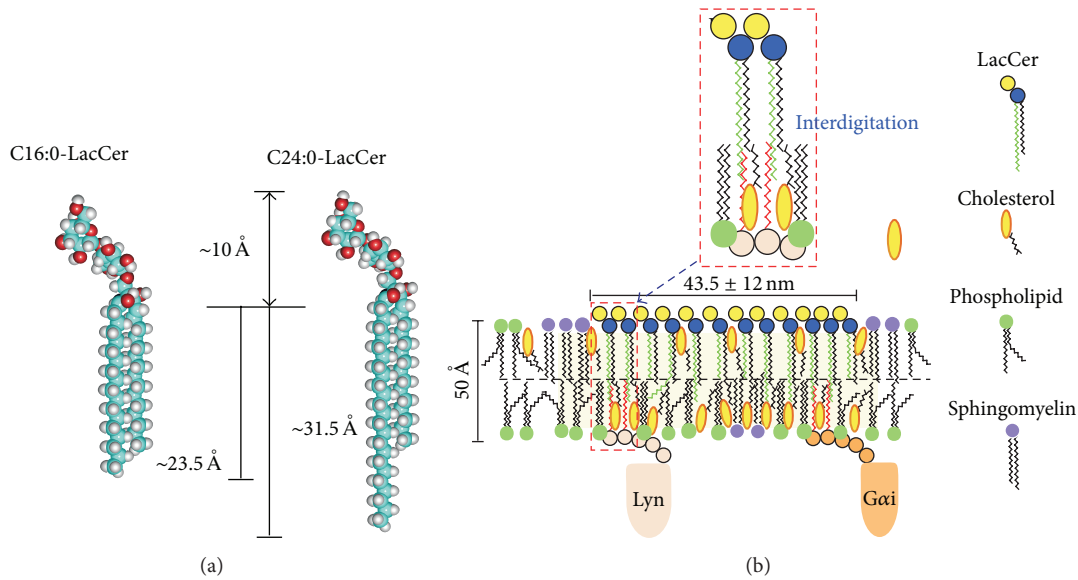 C16:0-LacCer
C24:0-LacCer
~10 Å
~31.5 Å
~23.5 Å
(a)
Interdigitation
43.5 ± 12 nm
50 Å
Lyn
Gαi
(b)
LacCer
Cholesterol
Phospholipid
Sphingomyelin